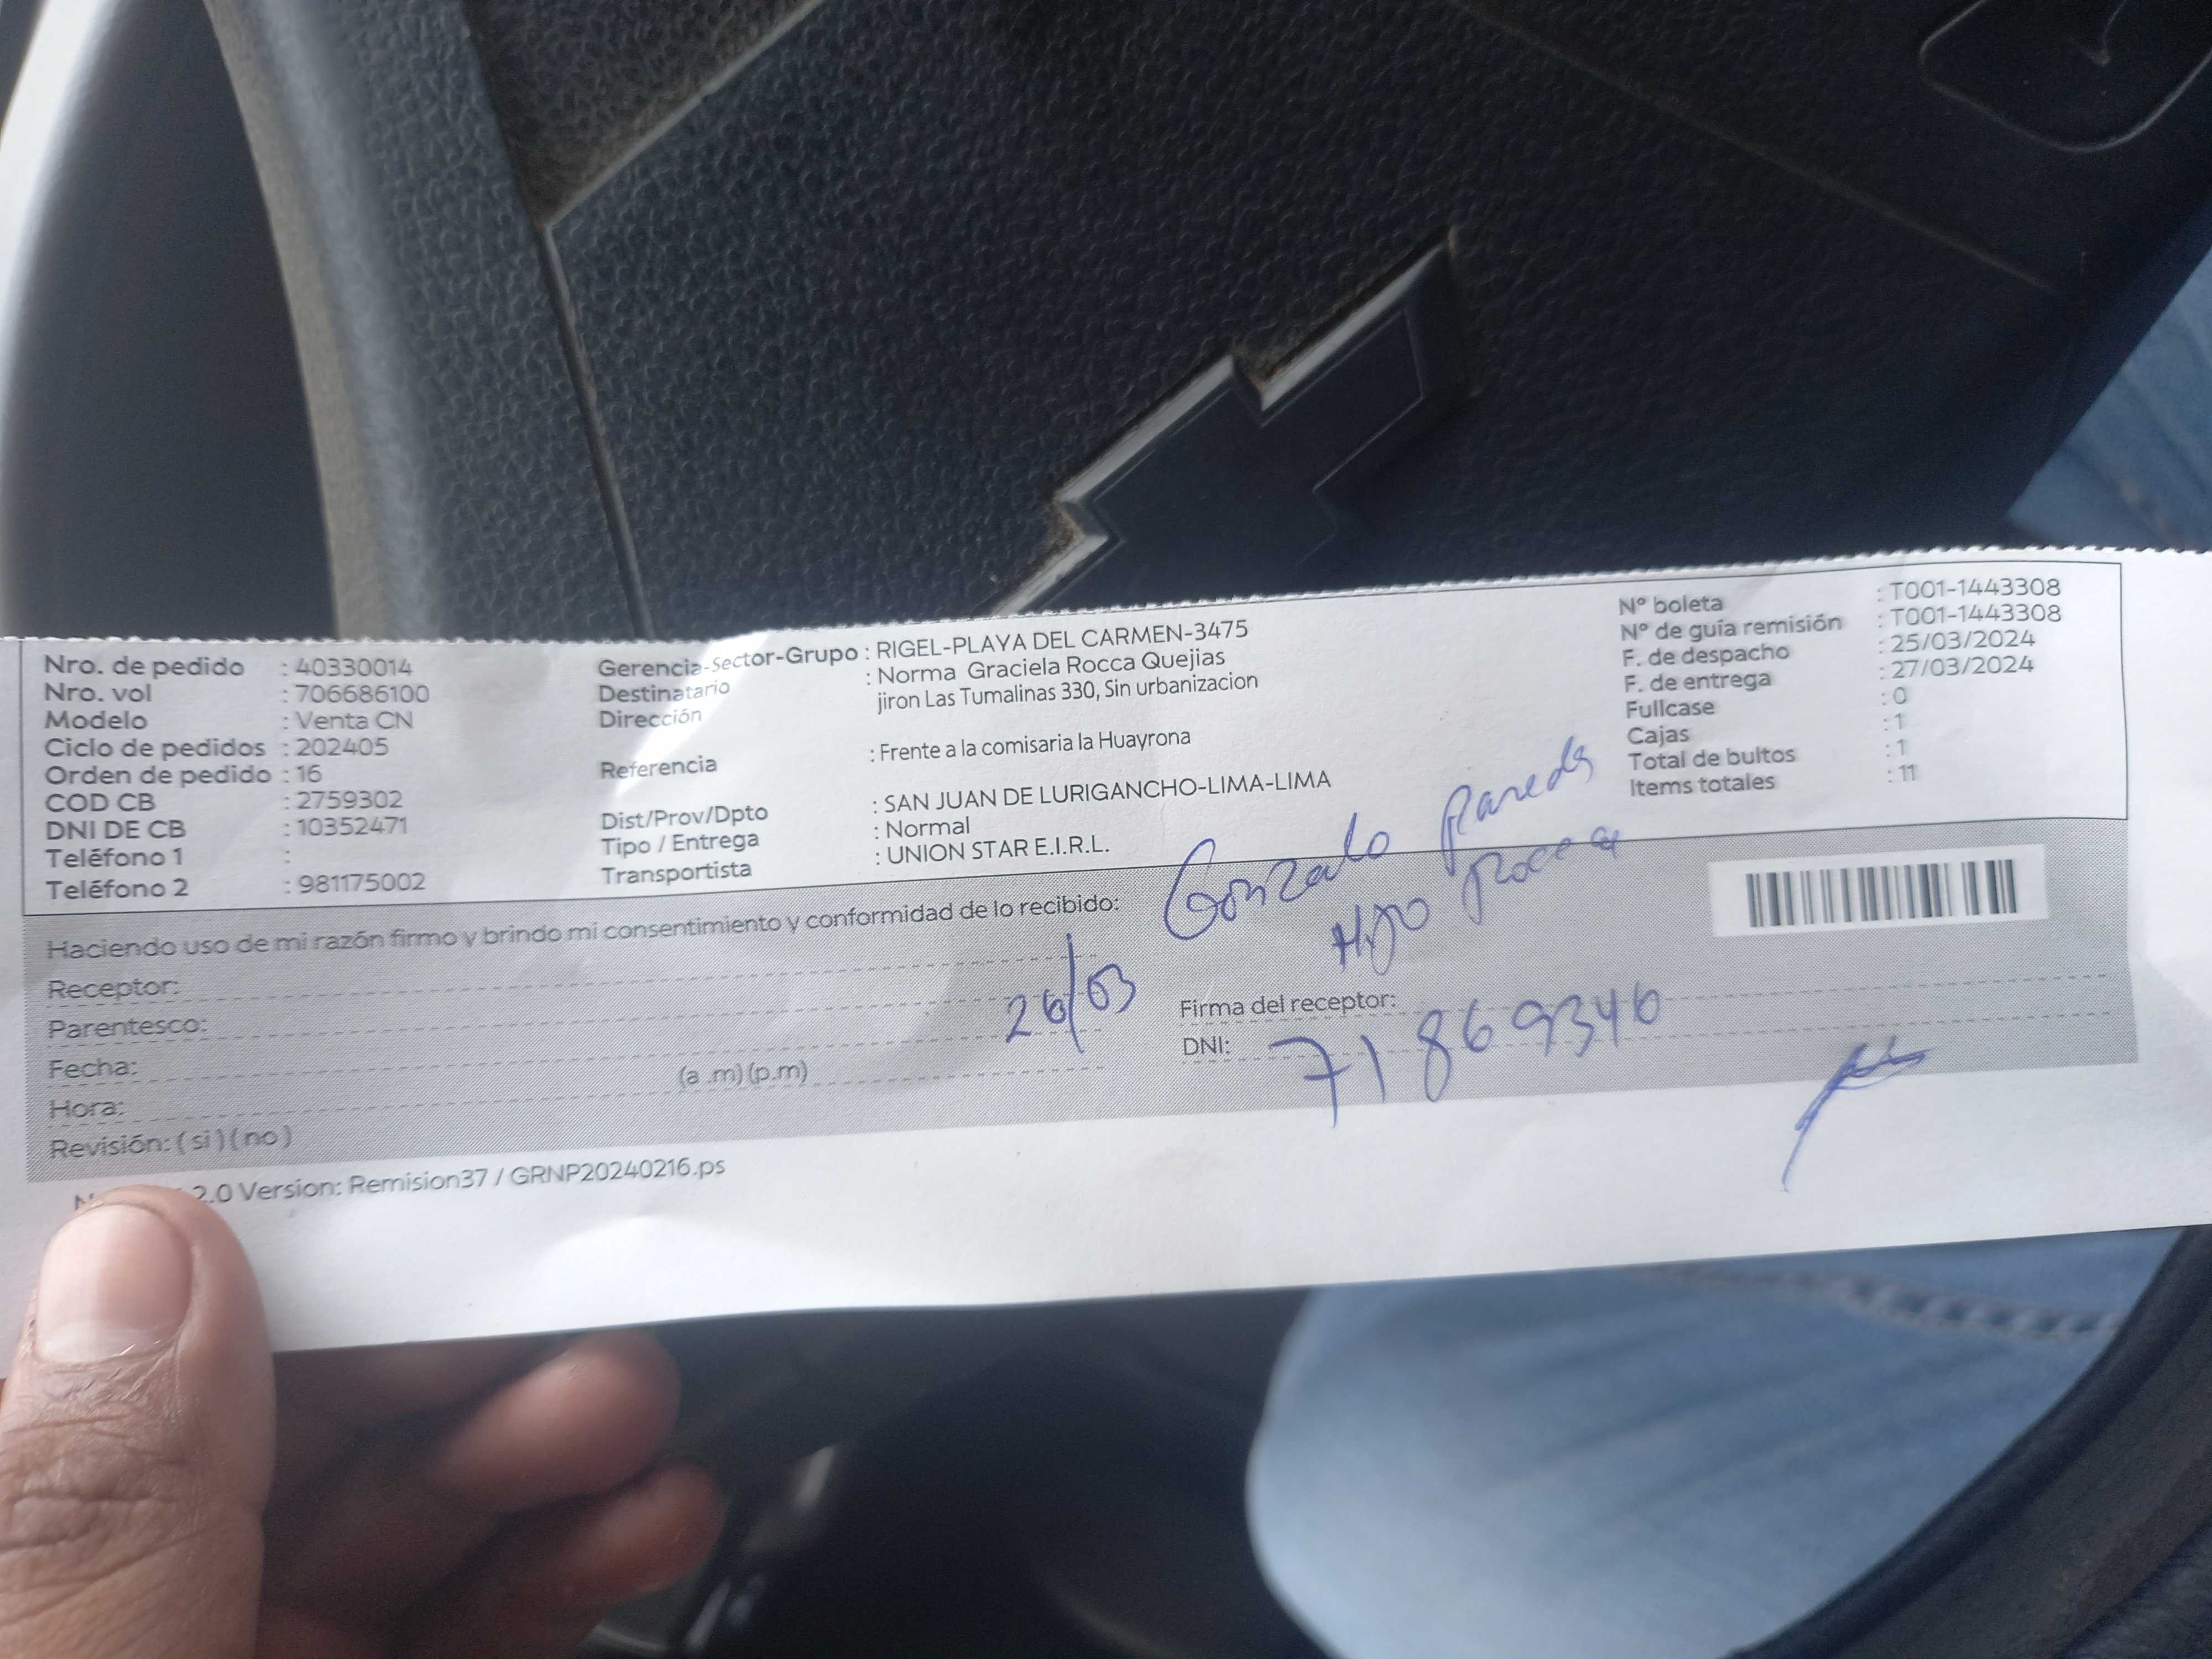 Nro. de pedido : 40330014
Nro. vol : 706686100
Modelo : Venta CN
Ciclo de pedidos : 202405
Orden de pedido : 16
COD CB : 2759302
DNI DE CB : 10352471
Teléfono 1 :
Teléfono 2 : 981175002
Gerencia-Sector-Grupo : RIGEL-PLAYA DEL CARMEN-3475
Destinatario : Norma Graciela Rocca Quejias
Dirección jiron Las Tumalinas 330, Sin urbanizacion
Referencia : Frente a la comisaria la Huayrona
Dist/Prov/Dpto : SAN JUAN DE LURIGANCHO-LIMA-LIMA
Tipo / Entrega : Normal
Transportista : UNION STAR E.I.R.L.
N° boleta : T001-1443308
N° de guía remisión : T001-1443308
F. de despacho : 25/03/2024
F. de entrega : 27/03/2024
Fullcase : 0
Cajas : 1
Total de bultos : 1
Items totales : 11
Haciendo uso de mi razón firmo y brindo mi consentimiento y conformidad de lo recibido:
Gonzalo Paredes
Hijo Rocca
Receptor:
Parentesco:
Fecha: 26/03
Hora: (a .m) (p.m)
Revisión: ( si ) ( no )
Firma del receptor:
DNI: 71869346
2.0 Version: Remision37 / GRNP20240216.ps